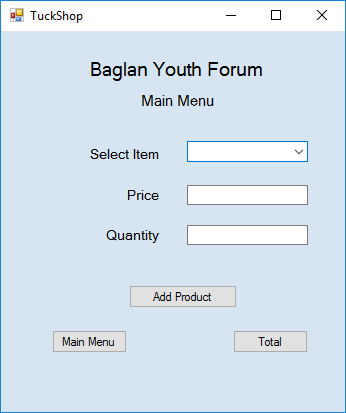 TuckShop
Baglan Youth Forum
Main Menu
Select Item
Price
Quantity
Add Product
Main Menu
Total